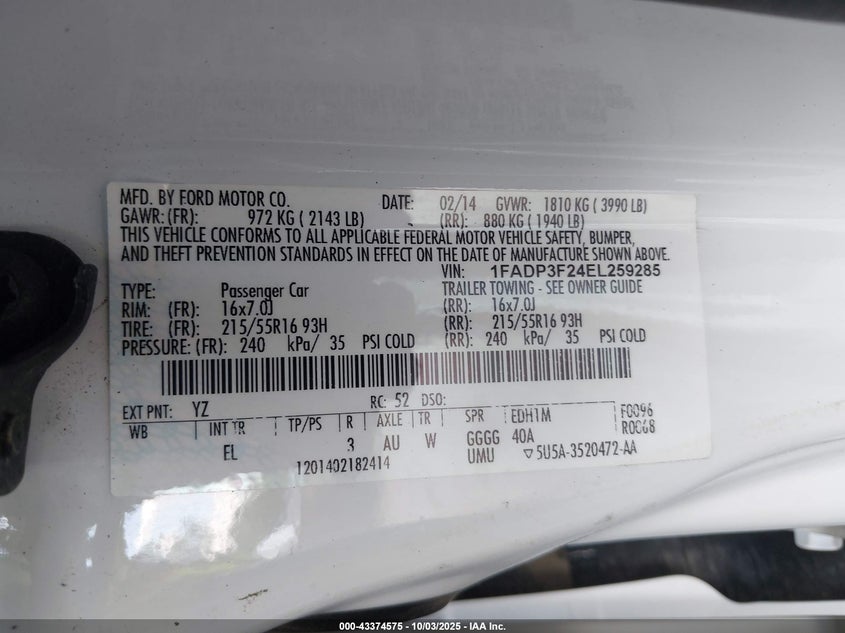 MFD. BY FORD MOTOR CO. DATE: 02/14 GVWR: 1810 KG ( 3990 LB)
GAWR: (FR): 972 KG ( 2143 LB) (RR): 880 KG ( 1940 LB)
THIS VEHICLE CONFORMS TO ALL APPLICABLE FEDERAL MOTOR VEHICLE SAFETY, BUMPER,
AND THEFT PREVENTION STANDARDS IN EFFECT ON THE DATE OF MANUFACTURE SHOWN ABOVE.
VIN: 1FADP3F24EL259285
TYPE: Passenger Car TRAILER TOWING - SEE OWNER GUIDE
RIM: (FR): 16x7.0J (RR): 16x7.0J
TIRE: (FR): 215/55R16 93H (RR): 215/55R16 93H
PRESSURE: (FR): 240 kPa/ 35 PSI COLD (RR): 240 kPa/ 35 PSI COLD
EXT PNT: YZ RC: 52 DSO:
WB INT TR TP/PS R AXLE TR SPR EDH1M F0096
EL 3 AU W GGGG 40A R0068
1201402182414 UMU ▽5U5A-3520472-AA
000-43374575 | 10/03/2025 - IAA Inc.